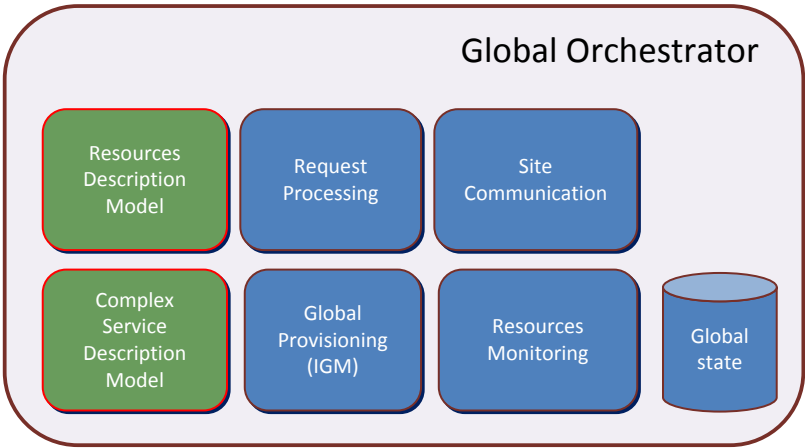 Global Orchestrator
Resources
Description
Model
Request
Processing
Site
Communication
Complex
Service
Description
Model
Global
Provisioning
(IGM)
Resources
Monitoring
Global
state